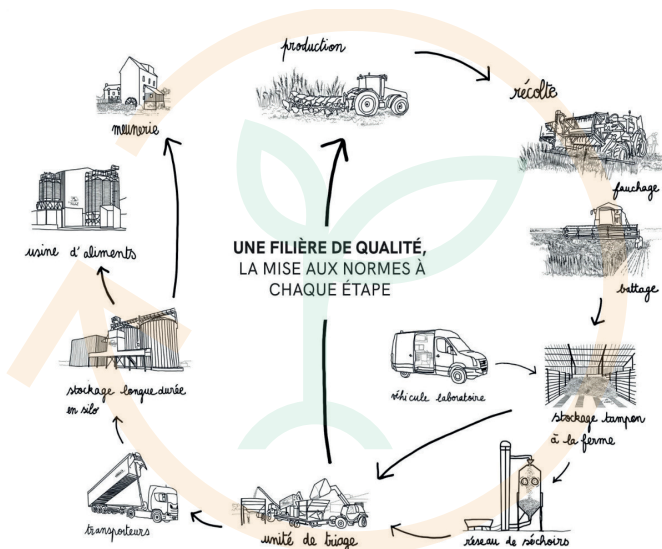 production
récolte
fauchage
battage
meunerie
usine d'aliments
UNE FILIÈRE DE QUALITÉ,
LA MISE AUX NORMES À
CHAQUE ÉTAPE
véhicule laboratoire
stockage tampon
à la ferme
stockage longue durée
en silo
transporteurs
unité de triage
réseau de séchoirs